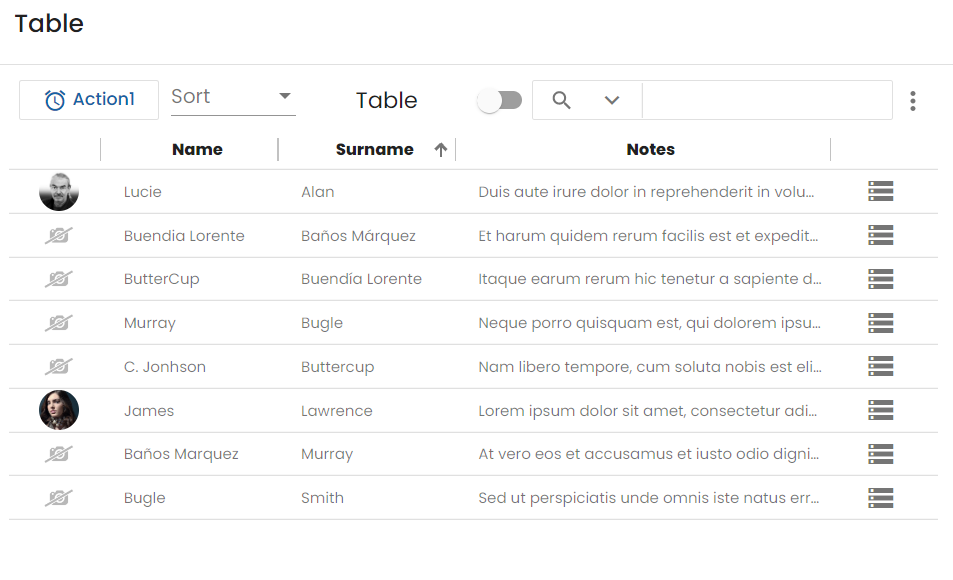 Table
Action1 Sort Table
Name Surname Notes
Lucie Alan Duis aute irure dolor in reprehenderit in volu...
Buendia Lorente Baños Márquez Et harum quidem rerum facilis est et expedit...
ButterCup Buendía Lorente Itaque earum rerum hic tenetur a sapiente d...
Murray Bugle Neque porro quisquam est, qui dolorem ipsu...
C. Jonhson Buttercup Nam libero tempore, cum soluta nobis est eli...
James Lawrence Lorem ipsum dolor sit amet, consectetur adi...
Baños Marquez Murray At vero eos et accusamus et iusto odio digni...
Bugle Smith Sed ut perspiciatis unde omnis iste natus err...